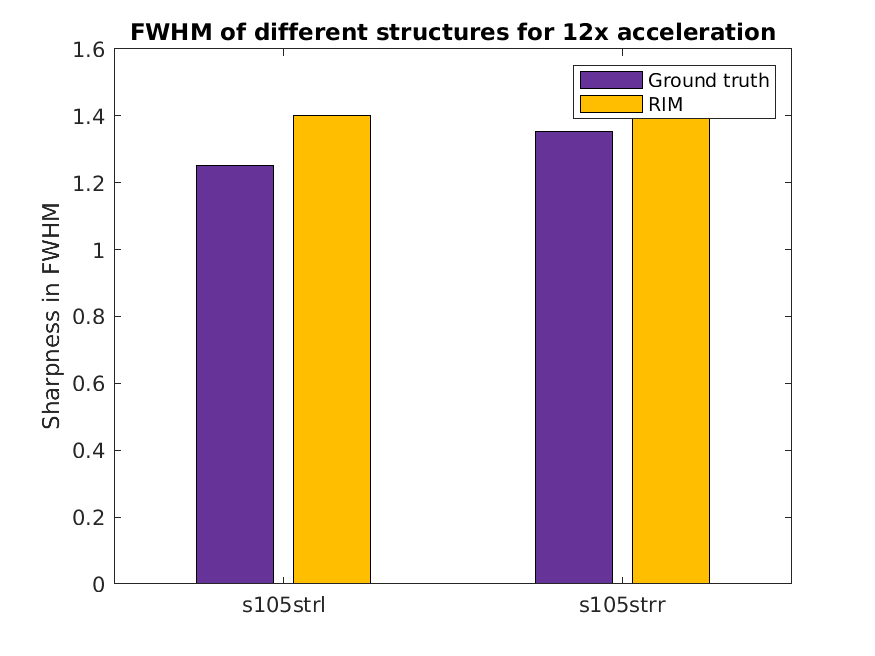 FWHM of different structures for 12x acceleration
1.6
1.4
1.2
1
0.8
0.6
0.4
0.2
0
Sharpness in FWHM
Ground truth
RIM
s105strl
s105strr